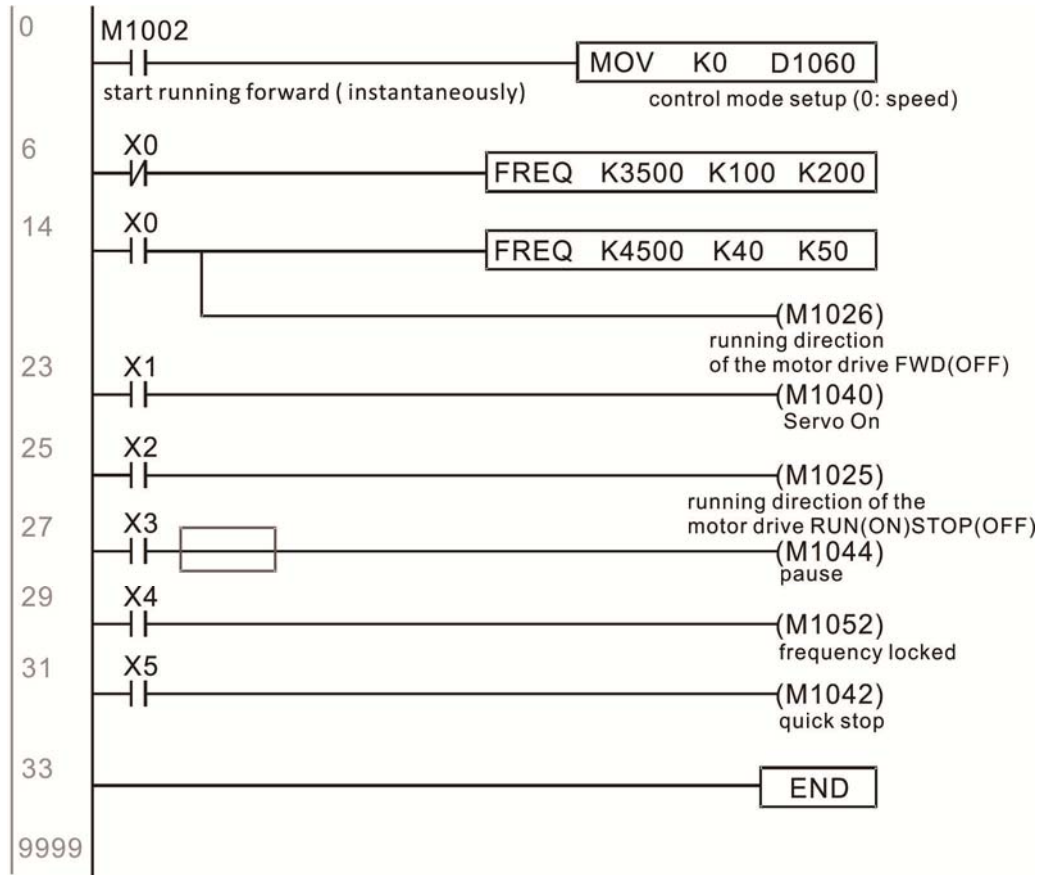 0
M1002
MOV K0 D1060
start running forward ( instantaneously)
control mode setup (0: speed)
6
X0
FREQ K3500 K100 K200
14
X0
FREQ K4500 K40 K50
(M1026)
running direction
of the motor drive FWD(OFF)
23
X1
(M1040)
Servo On
25
X2
(M1025)
running direction of the
motor drive RUN(ON)STOP(OFF)
27
X3
(M1044)
pause
29
X4
(M1052)
frequency locked
31
X5
(M1042)
quick stop
33
END
9999